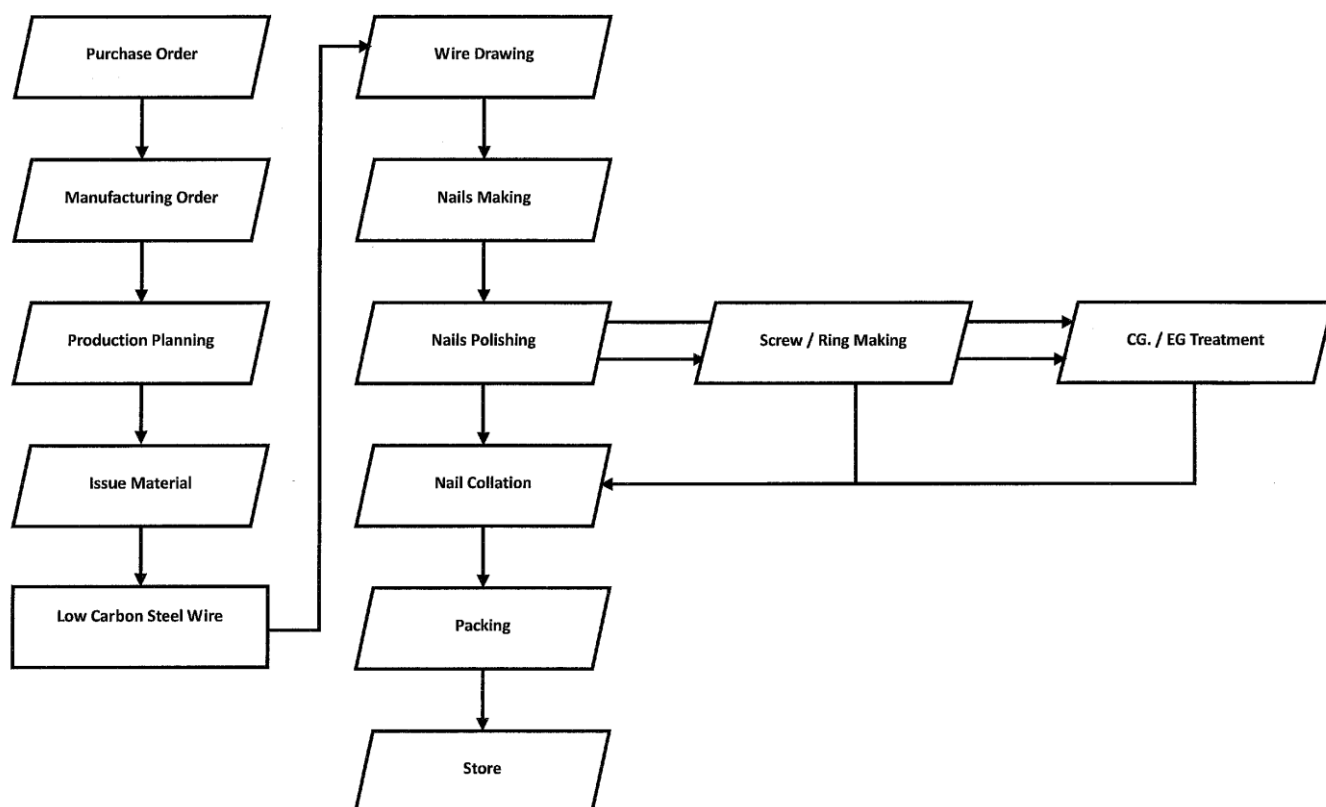 Purchase Order
Manufacturing Order
Production Planning
Issue Material
Low Carbon Steel Wire
Wire Drawing
Nails Making
Nails Polishing
Screw / Ring Making
CG. / EG Treatment
Nail Collation
Packing
Store